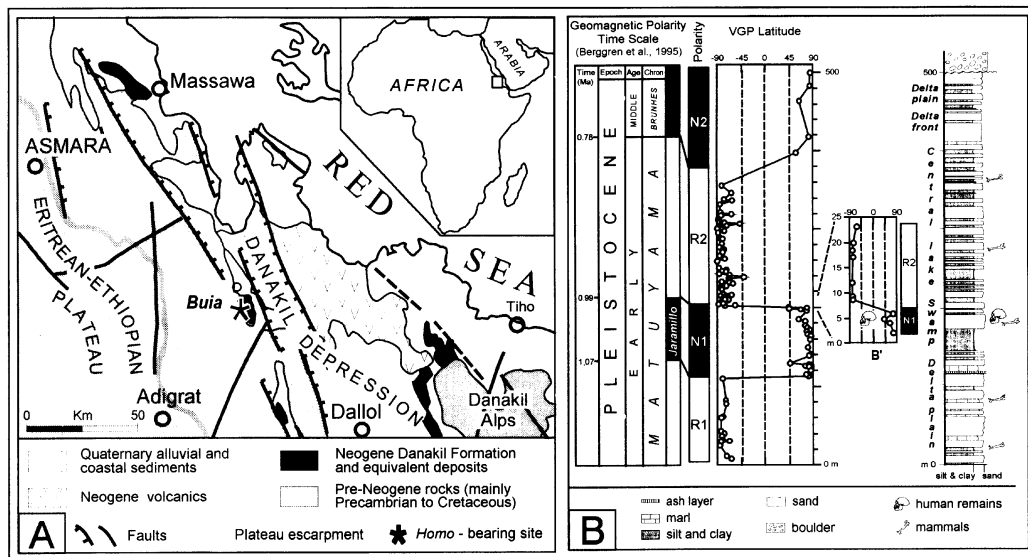 AFRICA
ARABIA
Massawa
ASMARA
RED
SEA
ERITREAN-ETHIOPIAN
PLATEAU
DANAKIL
DEPRESSION
Buia
Tiho
Adigrat
Dallol
Danakil
Alps
0 Km 50
Quaternary alluvial and
coastal sediments
Neogene Danakil Formation
and equivalent deposits
Neogene volcanics
Pre-Neogene rocks (mainly
Precambrian to Cretaceous)
A
Faults
Plateau escarpment
Homo - bearing site
Geomagnetic Polarity
Time Scale
(Berggren et al., 1995)
Polarity
VGP Latitude
Time
(Ma)
Epoch
Age
Chron
-90 -45 0 45 90
0.78
0.99
1.07
PLEISTOCENE
MIDDLE
EARLY
BRUNHES
MATUYAMA
Jaramillo
N2
R2
N1
R1
500
0 m
-90 0 90
25
20
15
10
5
m 0
R2
N1
B'
500
Delta
plain
Delta
front
Central lake
Swamp
Delta plain
m 0
silt & clay sand
B
ash layer
marl
silt and clay
sand
boulder
human remains
mammals